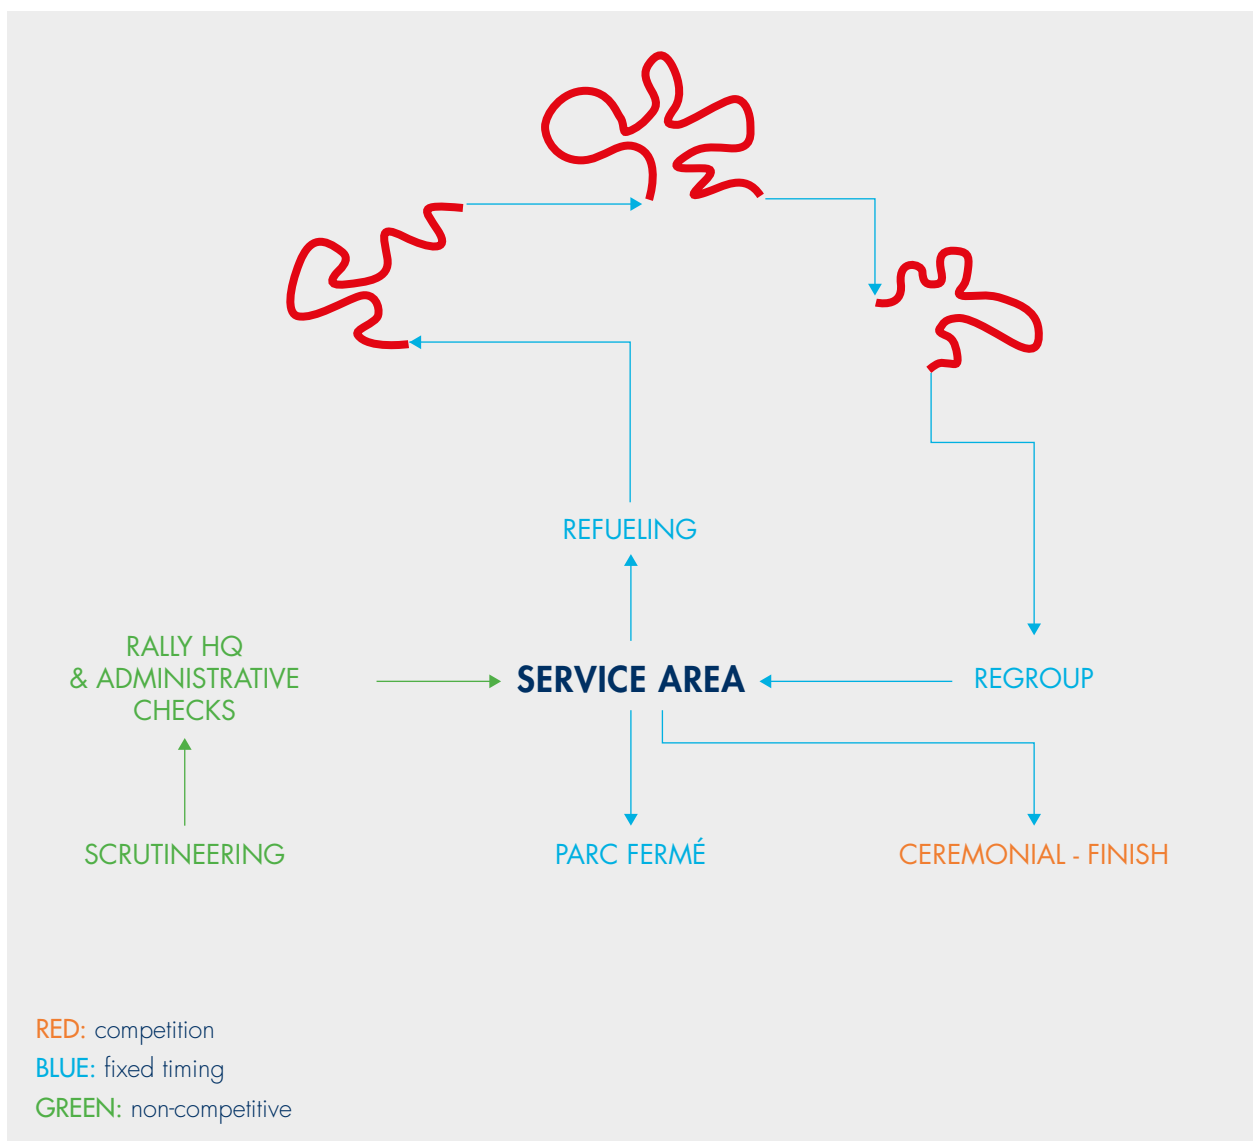 REFUELING
RALLY HQ
& ADMINISTRATIVE
CHECKS
SERVICE AREA
REGROUP
SCRUTINEERING
PARC FERMÉ
CEREMONIAL - FINISH
RED: competition
BLUE: fixed timing
GREEN: non-competitive